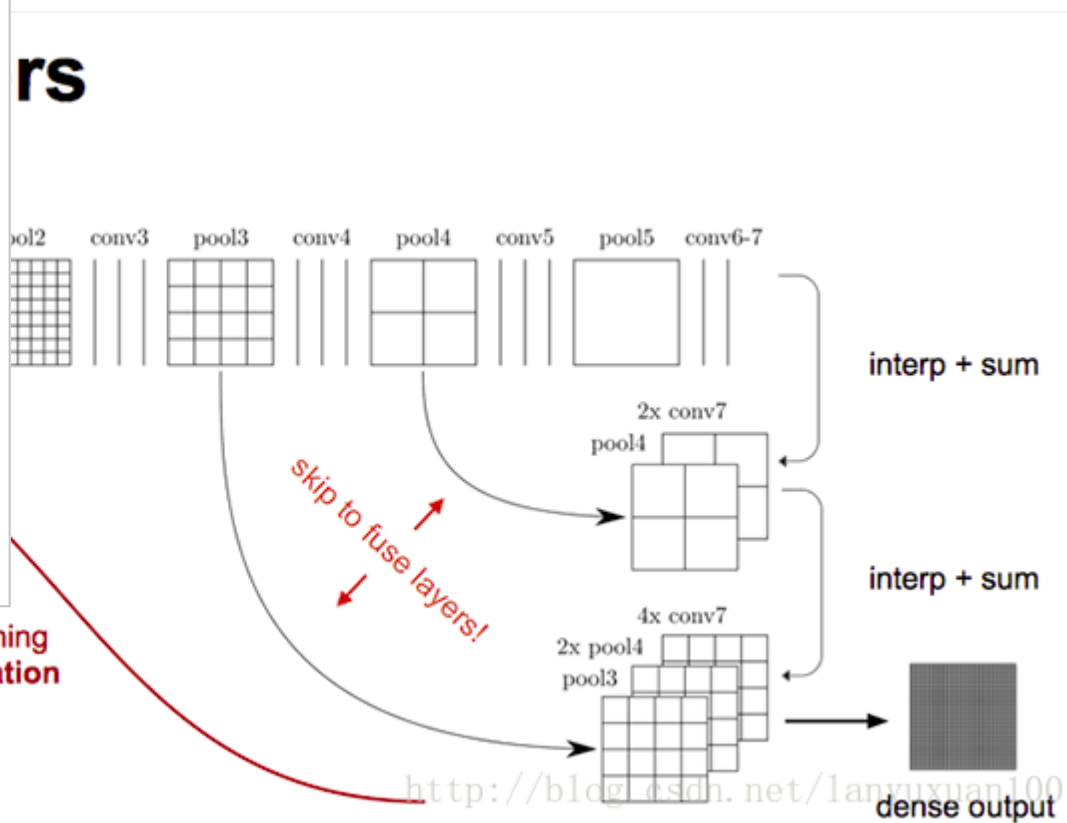 rs
ool2 conv3 pool3 conv4 pool4 conv5 pool5 conv6-7
interp + sum
2x conv7
pool4
skip to fuse layers!
interp + sum
4x conv7
2x pool4
pool3
ning
ation
http://blog.csdn.net/lanyuxuan100
dense output